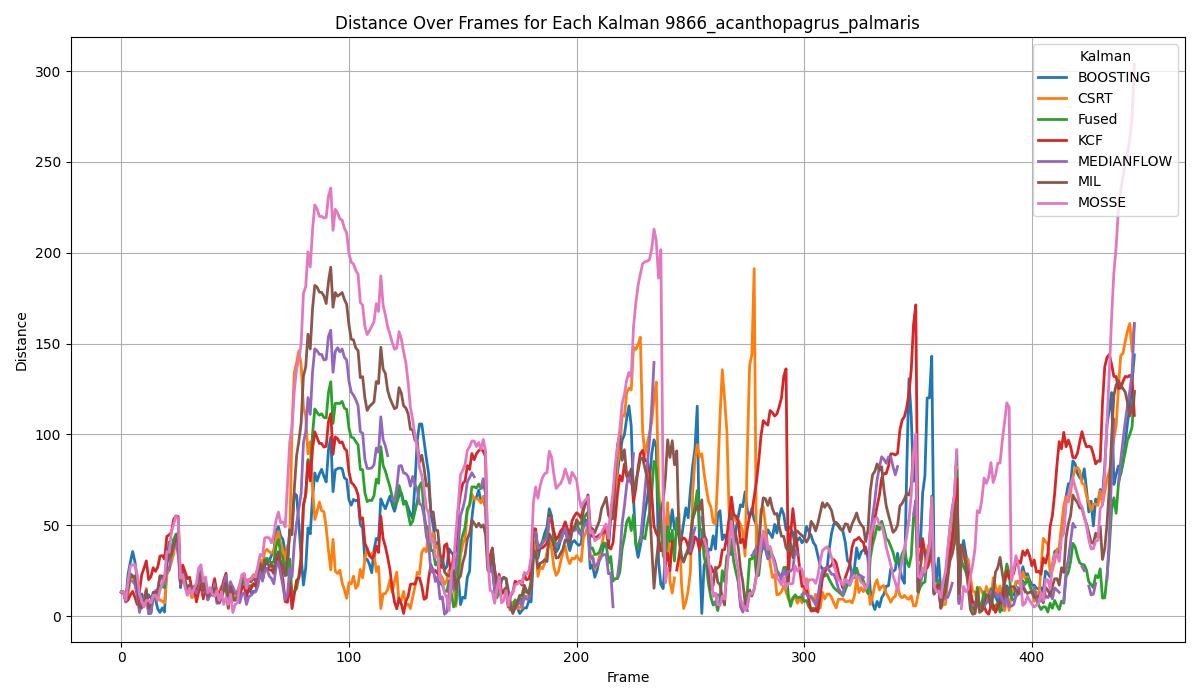 Distance Over Frames for Each Kalman 9866_acanthopagrus_palmaris
Distance
300
250
200
150
100
50
0
0
100
200
300
400
Frame
Kalman
BOOSTING
CSRT
Fused
KCF
MEDIANFLOW
MIL
MOSSE